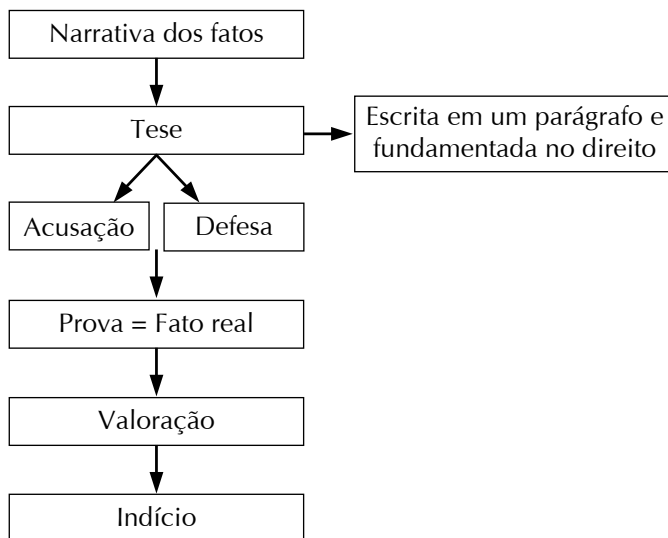 Narrativa dos fatos
Tese
Escrita em um parágrafo e
fundamentada no direito
Acusação
Defesa
Prova = Fato real
Valoração
Indício